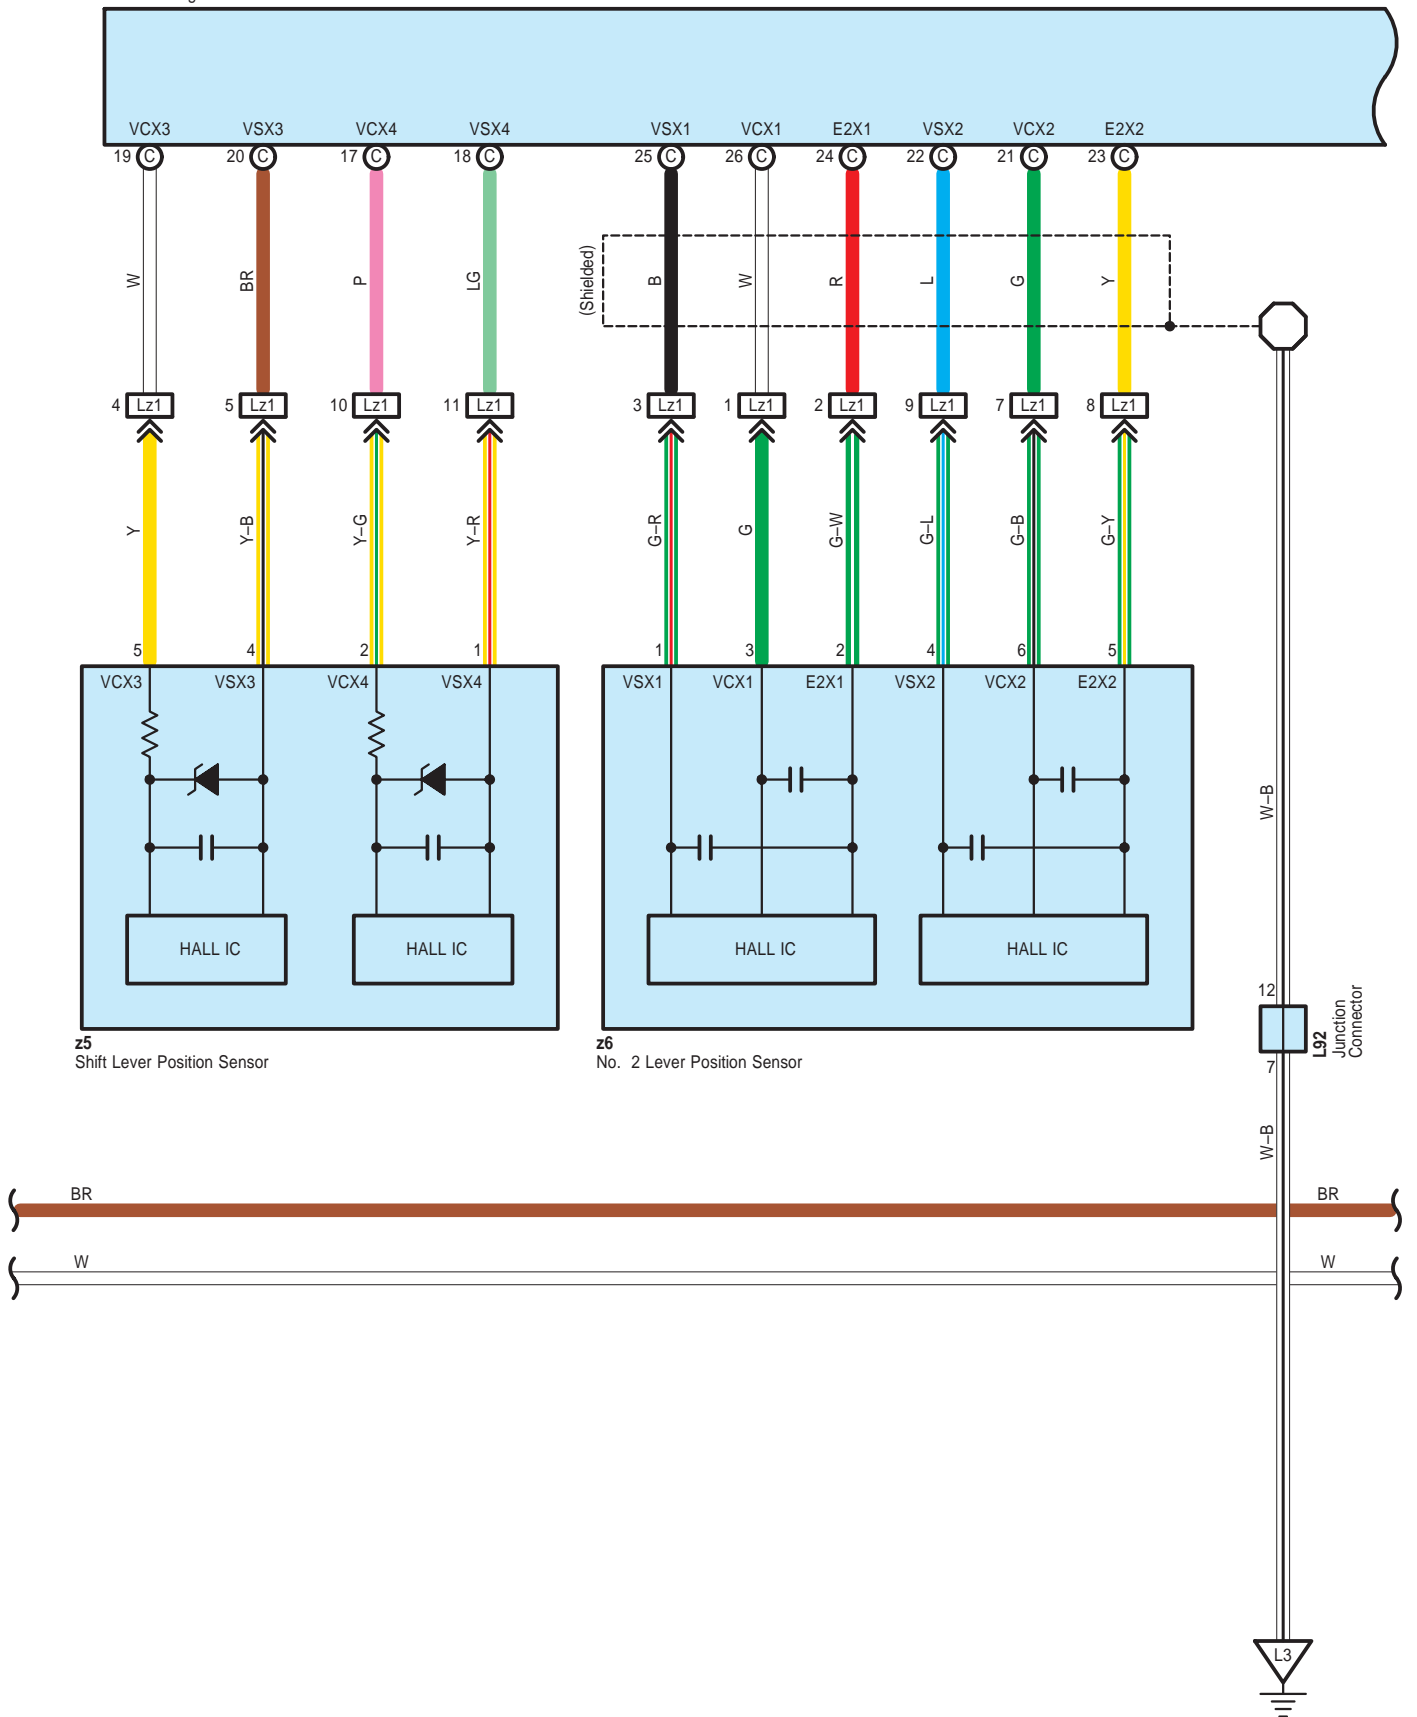 VCX3 VSX3 VCX4 VSX4 VSX1 VCX1 E2X1 VSX2 VCX2 E2X2
19 C 20 C 17 C 18 C 25 C 26 C 24 C 22 C 21 C 23 C
(Shielded)
W BR P LG B W R L G Y
4 Lz1 5 Lz1 10 Lz1 11 Lz1 3 Lz1 1 Lz1 2 Lz1 9 Lz1 7 Lz1 8 Lz1
Y Y–B Y–G Y–R G–R G G–W G–L G–B G–Y
5 4 2 1 1 3 2 4 6 5
VCX3 VSX3 VCX4 VSX4 VSX1 VCX1 E2X1 VSX2 VCX2 E2X2
W–B
HALL IC HALL IC HALL IC HALL IC
12
L92
Junction
Connector
7
z5
Shift Lever Position Sensor
z6
No. 2 Lever Position Sensor
W–B
BR BR
W W
L3